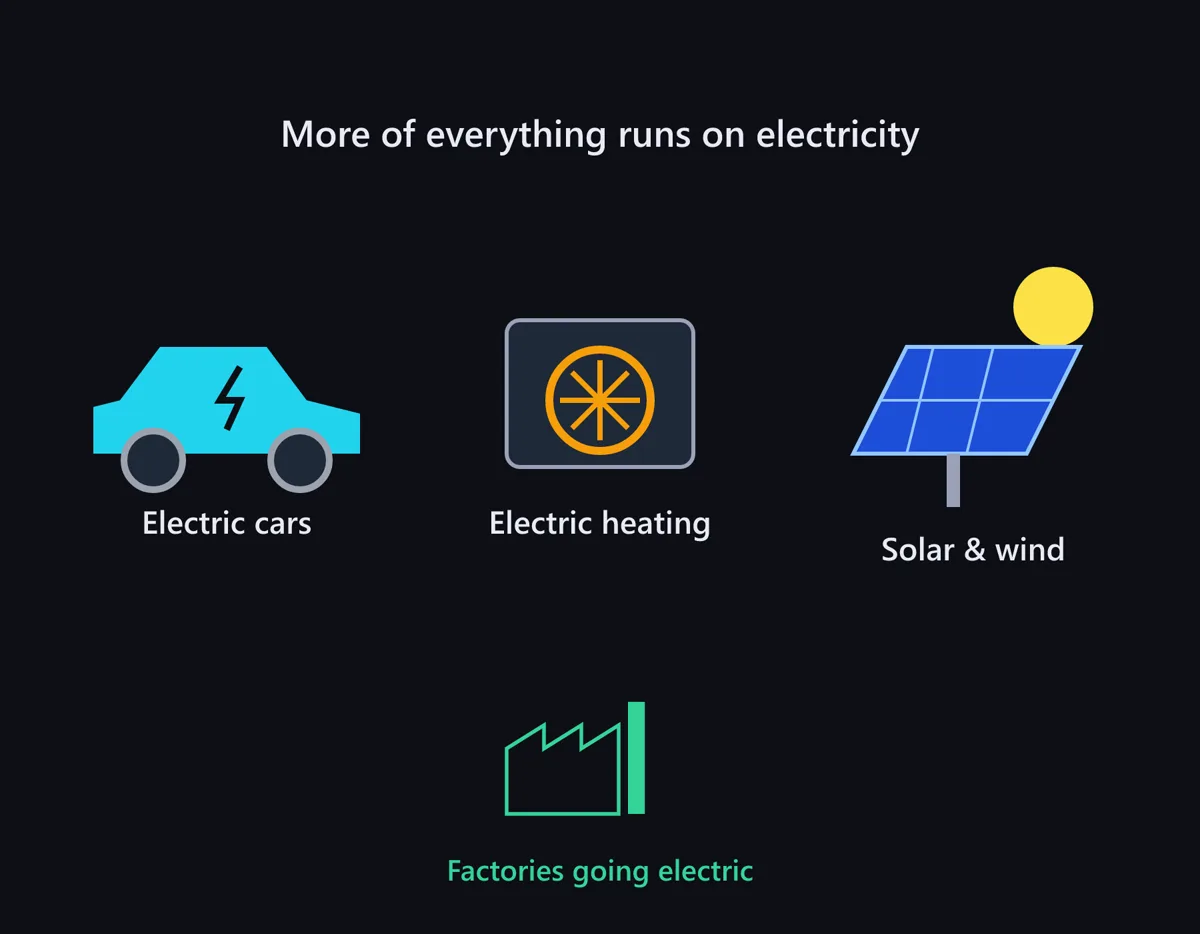 More of everything runs on electricity
Electric cars
Electric heating
Solar & wind
Factories going electric